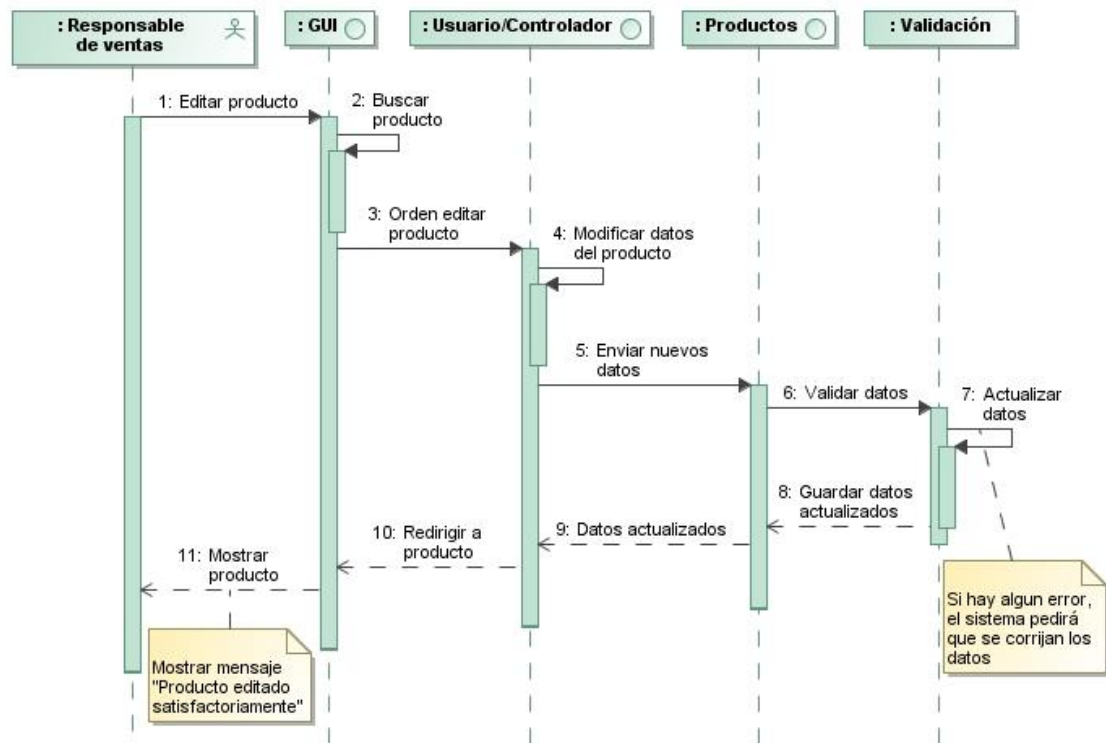 : Responsable
de ventas
: GUI
: Usuario/Controlador
: Productos
: Validación
1: Editar producto
2: Buscar
producto
3: Orden editar
producto
4: Modificar datos
del producto
5: Enviar nuevos
datos
6: Validar datos
7: Actualizar
datos
8: Guardar datos
actualizados
9: Datos actualizados
10: Redirigir a
producto
11: Mostrar
producto
Si hay algun error,
el sistema pedirá
que se corrijan los
datos
Mostrar mensaje
"Producto editado
satisfactoriamente"